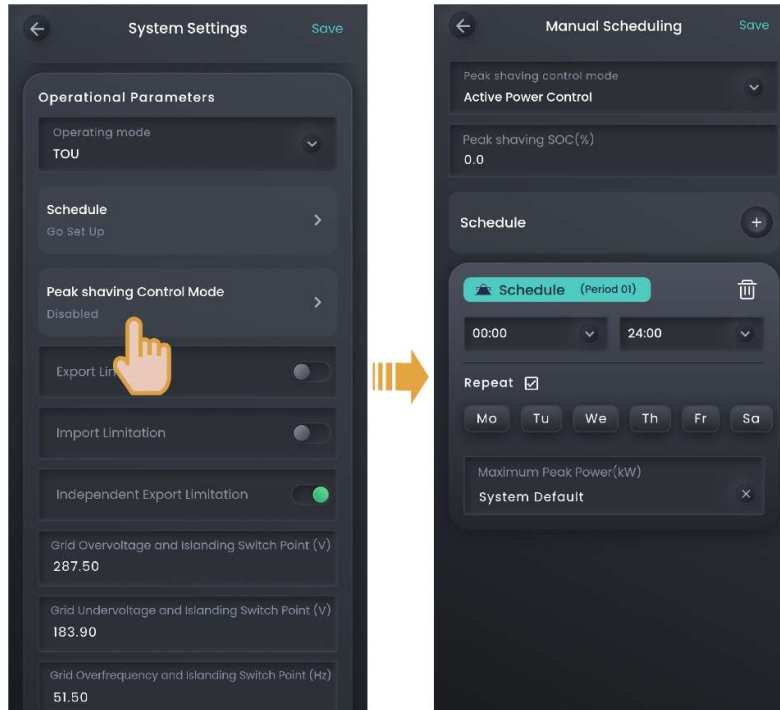 System Settings
Save
Operational Parameters
Operating mode
TOU
Schedule
Go Set Up
Peak shaving Control Mode
Disabled
Export Lim
Import Limitation
Independent Export Limitation
Grid Overvoltage and Islanding Switch Point (V)
287.50
Grid Undervoltage and Islanding Switch Point (V)
183.90
Grid Overfrequency and Islanding Switch Point (Hz)
51.50
Manual Scheduling
Save
Peak shaving control mode
Active Power Control
Peak shaving SOC(%)
0.0
Schedule
Schedule (Period 01)
00:00 24:00
Repeat
Mo Tu We Th Fr Sa
Maximum Peak Power(kW)
System Default